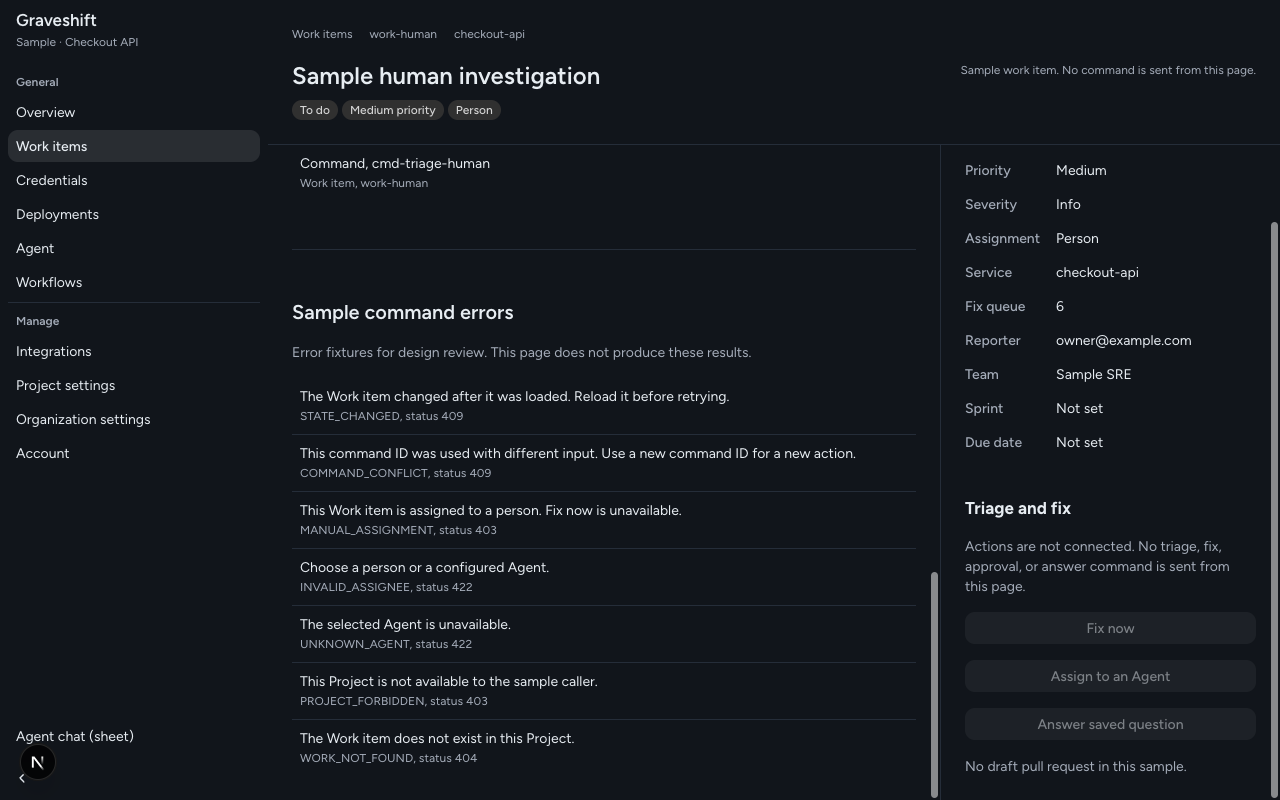 Graveshift
Sample · Checkout API
General
Overview
Work items
Credentials
Deployments
Agent
Workflows
Manage
Integrations
Project settings
Organization settings
Account
Agent chat (sheet)
N
Work items work-human checkout-api
Sample human investigation
To do Medium priority Person
Sample work item. No command is sent from this page.
Command, cmd-triage-human
Work item, work-human
Sample command errors
Error fixtures for design review. This page does not produce these results.
The Work item changed after it was loaded. Reload it before retrying.
STATE_CHANGED, status 409
This command ID was used with different input. Use a new command ID for a new action.
COMMAND_CONFLICT, status 409
This Work item is assigned to a person. Fix now is unavailable.
MANUAL_ASSIGNMENT, status 403
Choose a person or a configured Agent.
INVALID_ASSIGNEE, status 422
The selected Agent is unavailable.
UNKNOWN_AGENT, status 422
This Project is not available to the sample caller.
PROJECT_FORBIDDEN, status 403
The Work item does not exist in this Project.
WORK_NOT_FOUND, status 404
Priority Medium
Severity Info
Assignment Person
Service checkout-api
Fix queue 6
Reporter owner@example.com
Team Sample SRE
Sprint Not set
Due date Not set
Triage and fix
Actions are not connected. No triage, fix,
approval, or answer command is sent from
this page.
Fix now
Assign to an Agent
Answer saved question
No draft pull request in this sample.